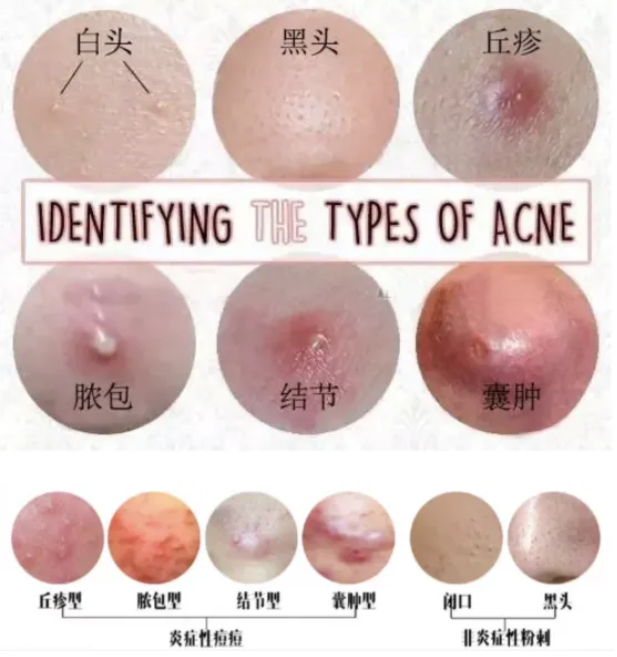 白头 黑头 丘疹
IDENTIFYING THE TYPES OF ACNE
脓包 结节 囊肿
丘疹型 脓包型 结节型 囊肿型 闭口 黑头
炎症性痘痘 非炎症性粉刺